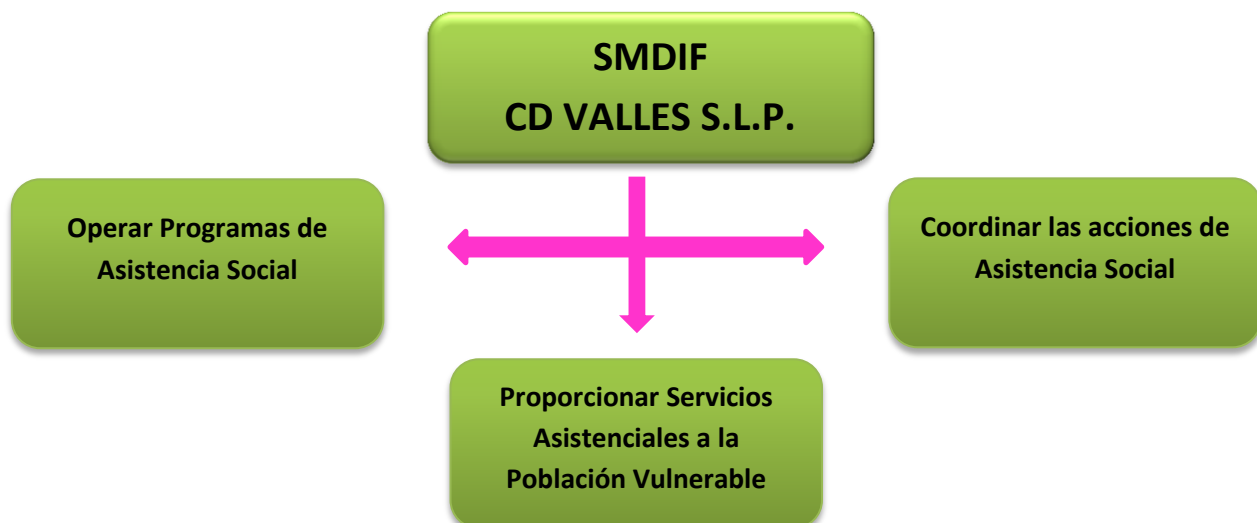 SMDIF
CD VALLES S.L.P.
Operar Programas de
Asistencia Social
Coordinar las acciones de
Asistencia Social
Proporcionar Servicios
Asistenciales a la
Población Vulnerable